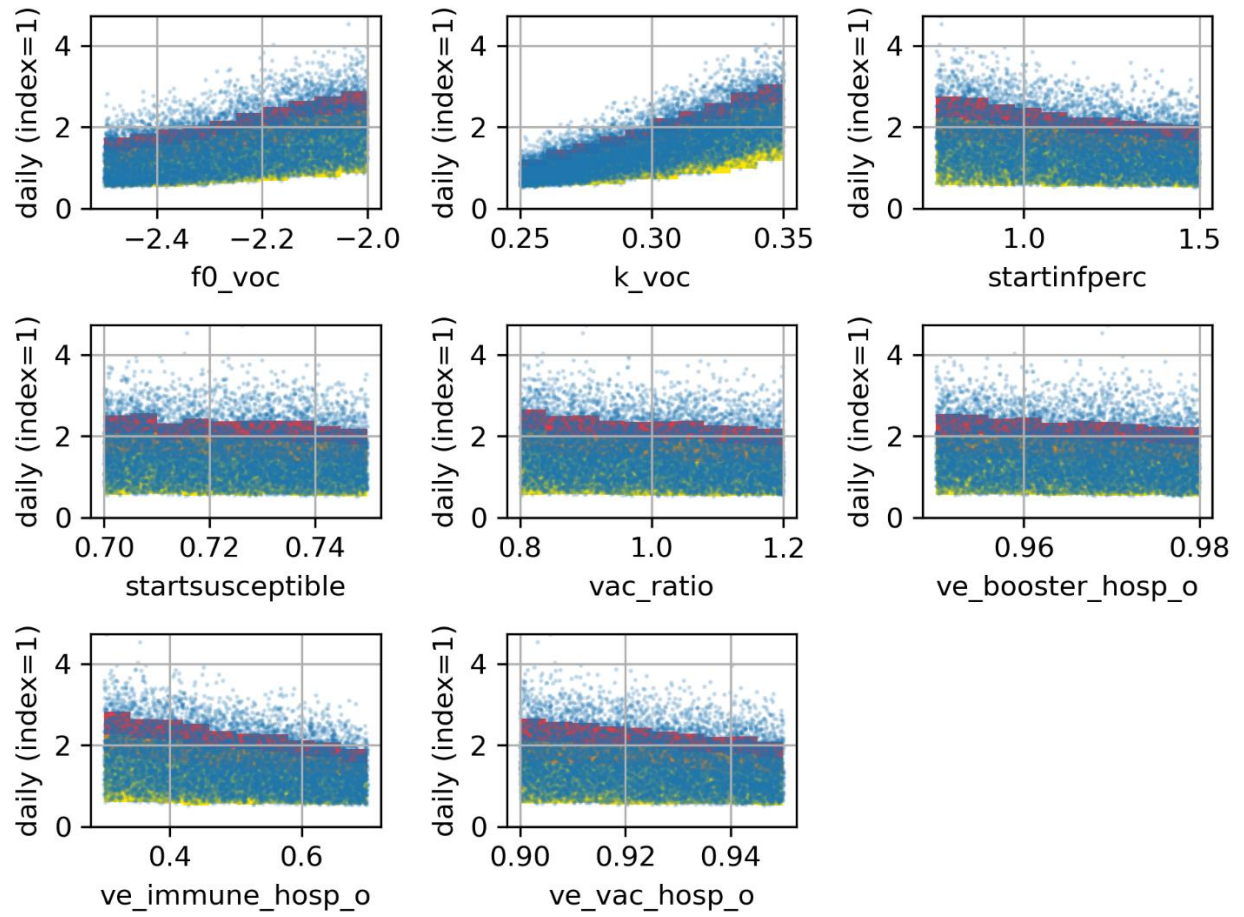 daily (index=1)
4
2
0
−2.4
−2.2
−2.0
f0_voc
daily (index=1)
4
2
0
0.25
0.30
0.35
k_voc
daily (index=1)
4
2
0
1.0
1.5
startinfperc
daily (index=1)
4
2
0
0.70
0.72
0.74
startsusceptible
daily (index=1)
4
2
0
0.8
1.0
1.2
vac_ratio
daily (index=1)
4
2
0
0.96
0.98
ve_booster_hosp_o
daily (index=1)
4
2
0
0.4
0.6
ve_immune_hosp_o
daily (index=1)
4
2
0
0.90
0.92
0.94
ve_vac_hosp_o